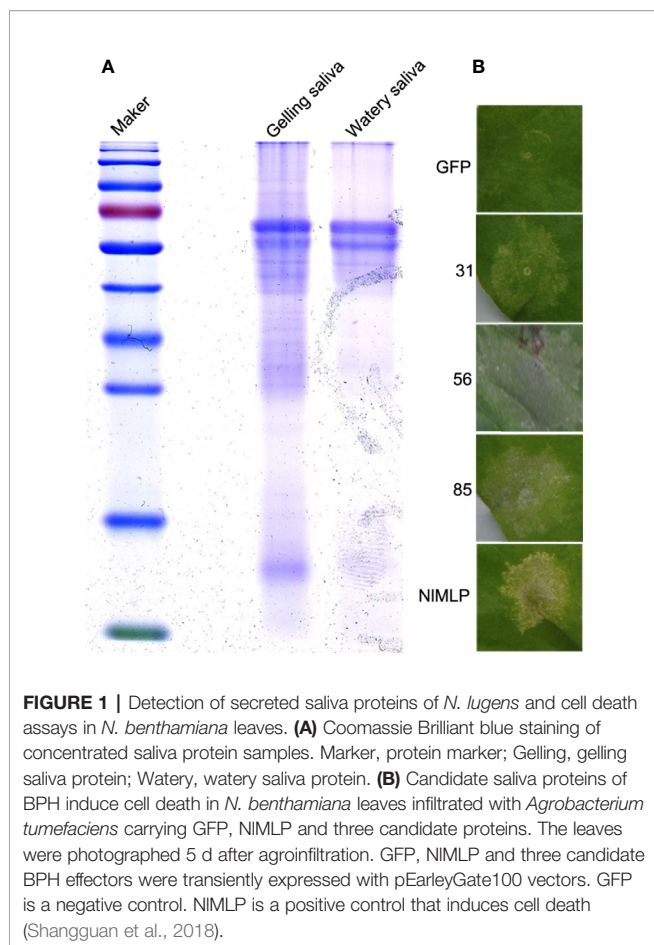 A
B
Maker
Gelling saliva
Watery saliva
GFP
31
56
85
NlMLP
FIGURE 1 | Detection of secreted saliva proteins of N. lugens and cell death
assays in N. benthamiana leaves. (A) Coomassie Brilliant blue staining of
concentrated saliva protein samples. Marker, protein marker; Gelling, gelling
saliva protein; Watery, watery saliva protein. (B) Candidate saliva proteins of
BPH induce cell death in N. benthamiana leaves infiltrated with Agrobacterium
tumefaciens carrying GFP, NlMLP and three candidate proteins. The leaves
were photographed 5 d after agroinfiltration. GFP, NlMLP and three candidate
BPH effectors were transiently expressed with pEarleyGate100 vectors. GFP
is a negative control. NlMLP is a positive control that induces cell death
(Shangguan et al., 2018).